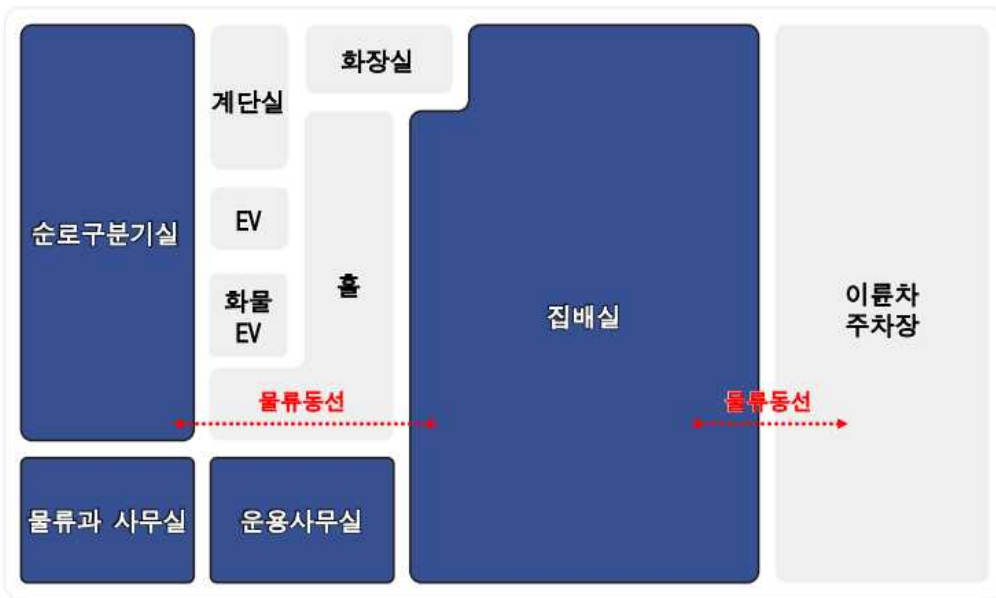 화장실
계단실
EV
순로구분기실
화물
EV
홀
집배실
이륜차
주차장
물류동선
물류동선
물류과 사무실
운용사무실